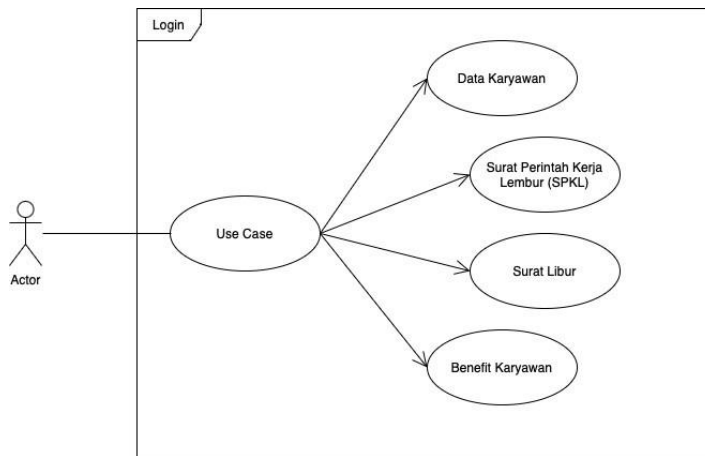 Login
Data Karyawan
Surat Perintah Kerja
Lembur (SPKL)
Use Case
Surat Libur
Actor
Benefit Karyawan